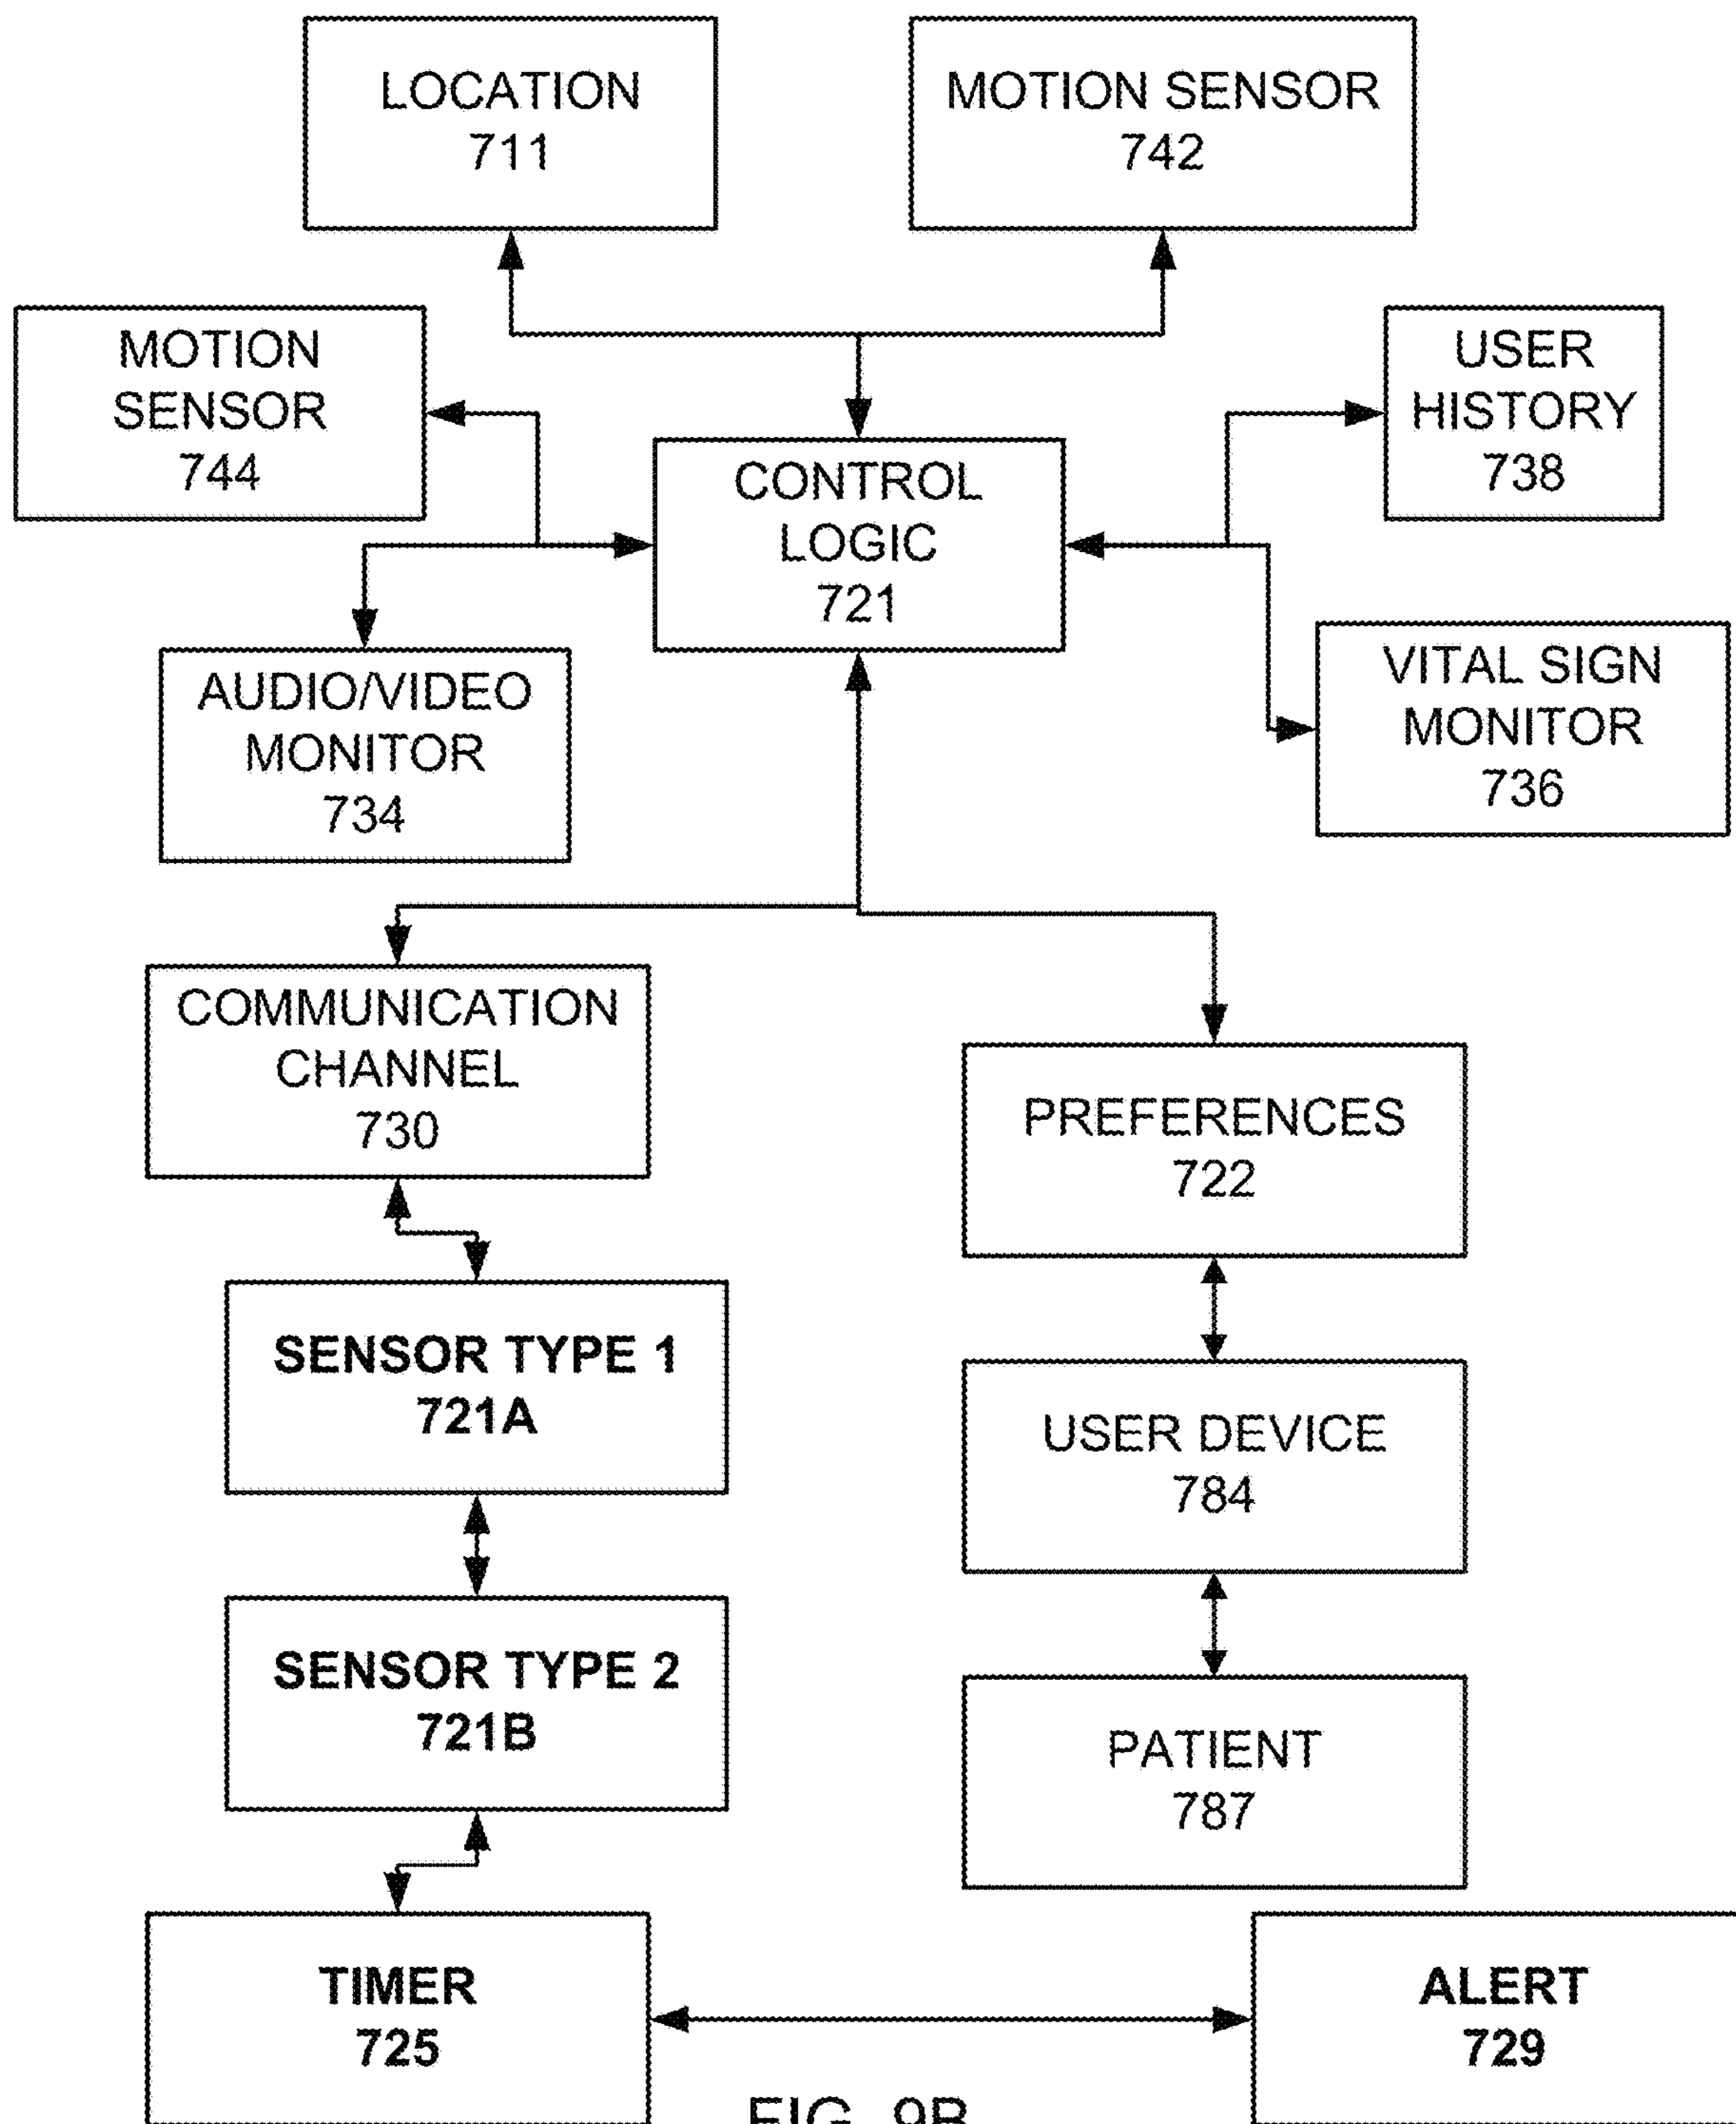 LOCATION
711
MOTION SENSOR
742
MOTION
SENSOR
744
USER
HISTORY
738
CONTROL
LOGIC
721
AUDIO/VIDEO
MONITOR
734
VITAL SIGN
MONITOR
736
COMMUNICATION
CHANNEL
730
PREFERENCES
722
SENSOR TYPE 1
721A
USER DEVICE
784
SENSOR TYPE 2
721B
PATIENT
787
TIMER
725
ALERT
729
FIG. 9B